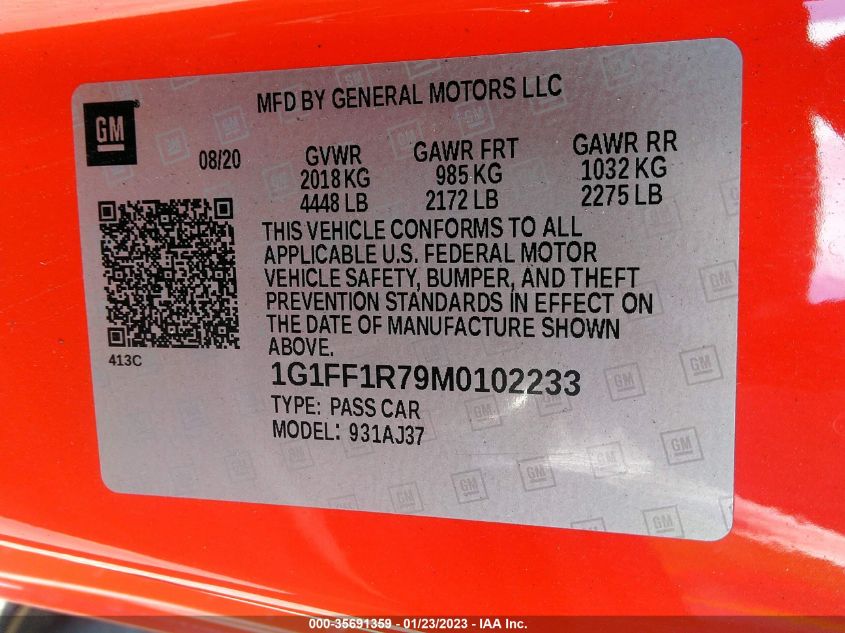 MFD BY GENERAL MOTORS LLC
GM
08/20
GVWR GAWR FRT GAWR RR
2018 KG 985 KG 1032 KG
4448 LB 2172 LB 2275 LB
THIS VEHICLE CONFORMS TO ALL
APPLICABLE U.S. FEDERAL MOTOR
VEHICLE SAFETY, BUMPER, AND THEFT
PREVENTION STANDARDS IN EFFECT ON
THE DATE OF MANUFACTURE SHOWN
ABOVE.
413C
1G1FF1R79M0102233
TYPE: PASS CAR
MODEL: 931AJ37
000-35691359 - 01/23/2023 - IAA Inc.